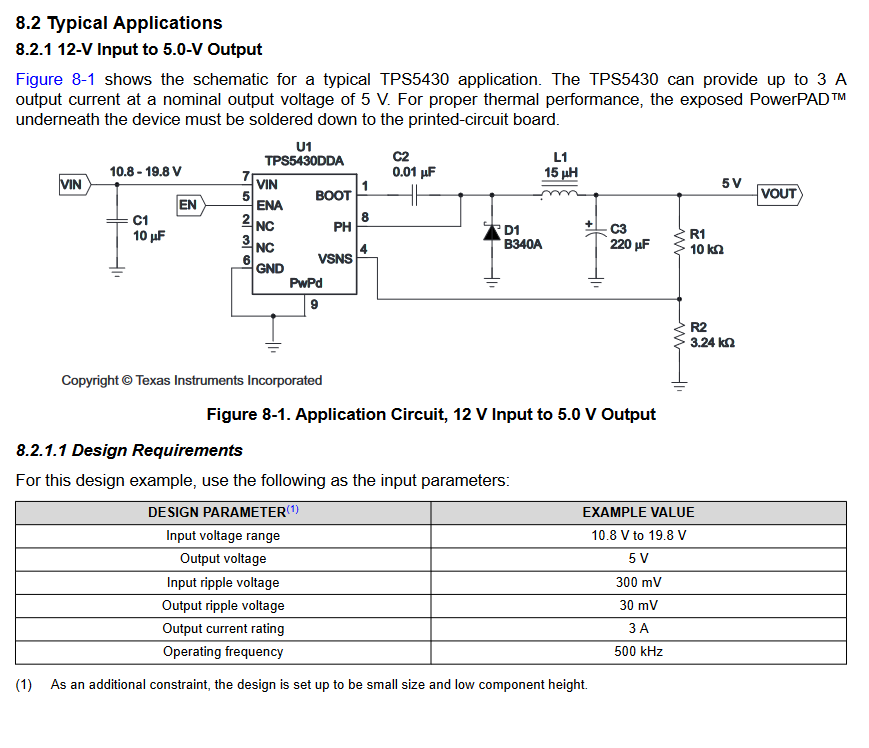 8.2 Typical Applications
8.2.1 12-V Input to 5.0-V Output
Figure 8-1 shows the schematic for a typical TPS5430 application. The TPS5430 can provide up to 3 A
output current at a nominal output voltage of 5 V. For proper thermal performance, the exposed PowerPAD™
underneath the device must be soldered down to the printed-circuit board.
U1
TPS5430DDA
C2
0.01 µF
L1
15 µH
10.8 - 19.8 V
VIN
7
VIN
5 V
VOUT
EN
5
ENA
BOOT
1
C1
10 µF
2
NC
PH
8
D1
B340A
+
C3
220 µF
R1
10 kΩ
3
NC
VSNS
4
6
GND
PwPd
9
R2
3.24 kΩ
Copyright © Texas Instruments Incorporated
Figure 8-1. Application Circuit, 12 V Input to 5.0 V Output
8.2.1.1 Design Requirements
For this design example, use the following as the input parameters:
DESIGN PARAMETER(1) EXAMPLE VALUE
Input voltage range 10.8 V to 19.8 V
Output voltage 5 V
Input ripple voltage 300 mV
Output ripple voltage 30 mV
Output current rating 3 A
Operating frequency 500 kHz
(1) As an additional constraint, the design is set up to be small size and low component height.